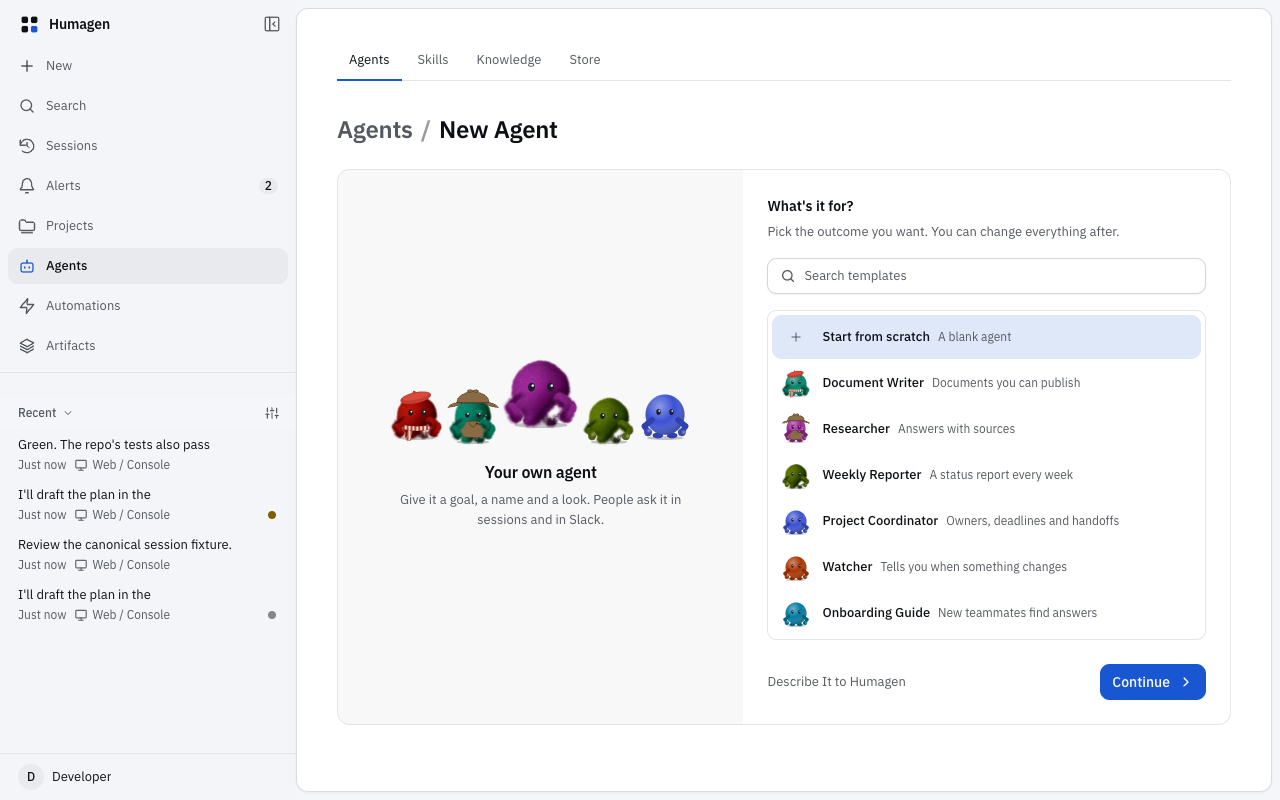 Humagen
New
Search
Sessions
Alerts
2
Projects
Agents
Automations
Artifacts
Recent
Green. The repo's tests also pass
Just now Web / Console
I'll draft the plan in the
Just now Web / Console
Review the canonical session fixture.
Just now Web / Console
I'll draft the plan in the
Just now Web / Console
D Developer
Agents Skills Knowledge Store
Agents / New Agent
Your own agent
Give it a goal, a name and a look. People ask it in
sessions and in Slack.
What's it for?
Pick the outcome you want. You can change everything after.
Search templates
Start from scratch A blank agent
Document Writer Documents you can publish
Researcher Answers with sources
Weekly Reporter A status report every week
Project Coordinator Owners, deadlines and handoffs
Watcher Tells you when something changes
Onboarding Guide New teammates find answers
Describe It to Humagen
Continue